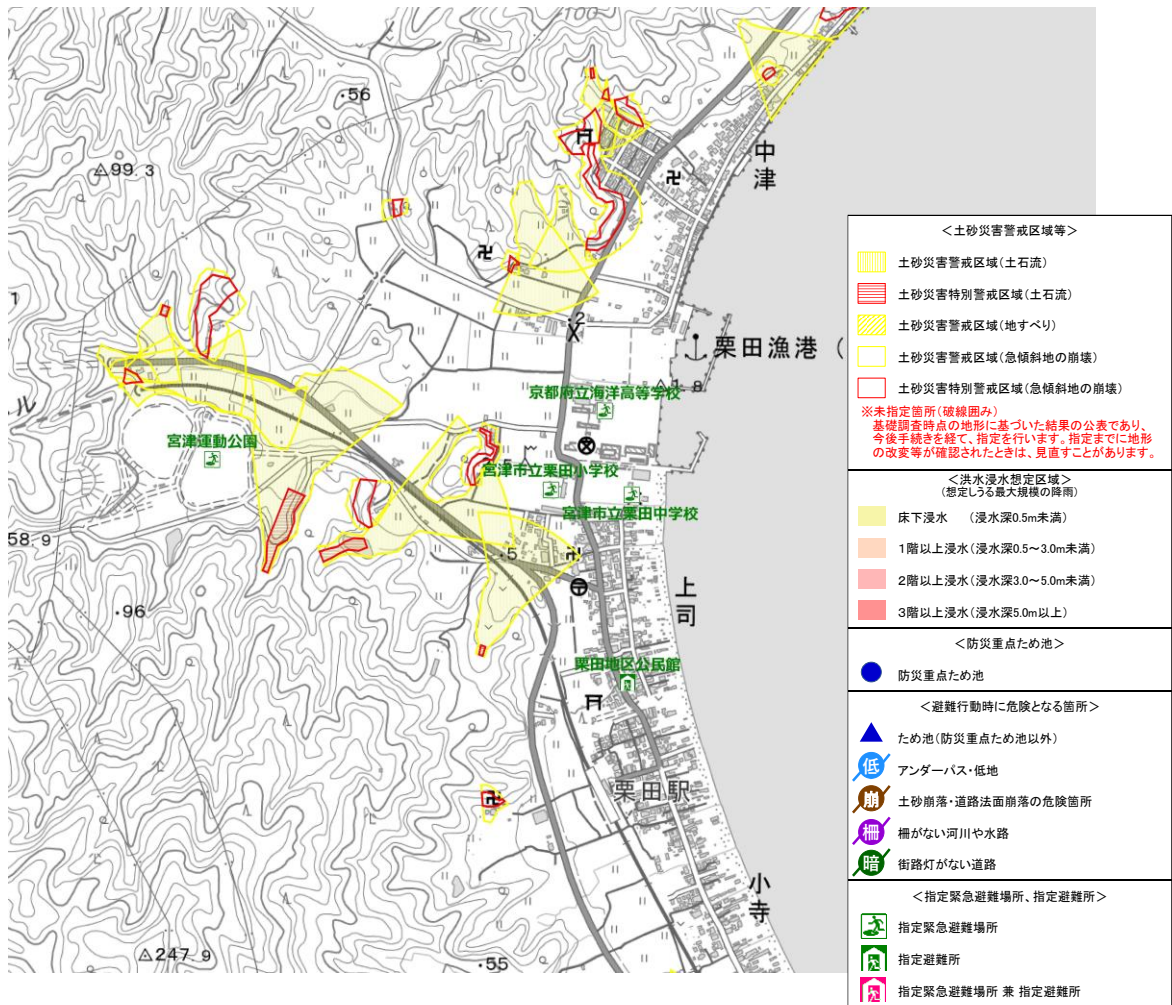 ・56
△99.3
中津
栗田漁港（
・2
△1.8
京都府立海洋高等学校
ル
宮津運動公園
宮津市立栗田小学校
・5
宮津市立栗田中学校
58.9
・5
上司
・96
栗田地区公民館
栗田駅
小寺
△247.9
・55
＜土砂災害警戒区域等＞
土砂災害警戒区域（土石流）
土砂災害特別警戒区域（土石流）
土砂災害警戒区域（地すべり）
土砂災害警戒区域（急傾斜地の崩壊）
土砂災害特別警戒区域（急傾斜地の崩壊）
※未指定箇所（破線囲み）
基礎調査時点の地形に基づいた結果の公表であり、
今後手続きを経て、指定を行います。指定までに地形
の改変等が確認されたときは、見直すことがあります。
＜洪水浸水想定区域＞
（想定しうる最大規模の降雨）
床下浸水　（浸水深0.5m未満）
1階以上浸水（浸水深0.5～3.0m未満）
2階以上浸水（浸水深3.0～5.0m未満）
3階以上浸水（浸水深5.0m以上）
＜防災重点ため池＞
防災重点ため池
＜避難行動時に危険となる箇所＞
ため池（防災重点ため池以外）
低 アンダーパス・低地
崩 土砂崩落・道路法面崩落の危険箇所
柵 柵がない河川や水路
暗 街路灯がない道路
＜指定緊急避難場所、指定避難所＞
指定緊急避難場所
指定避難所
指定緊急避難場所 兼 指定避難所